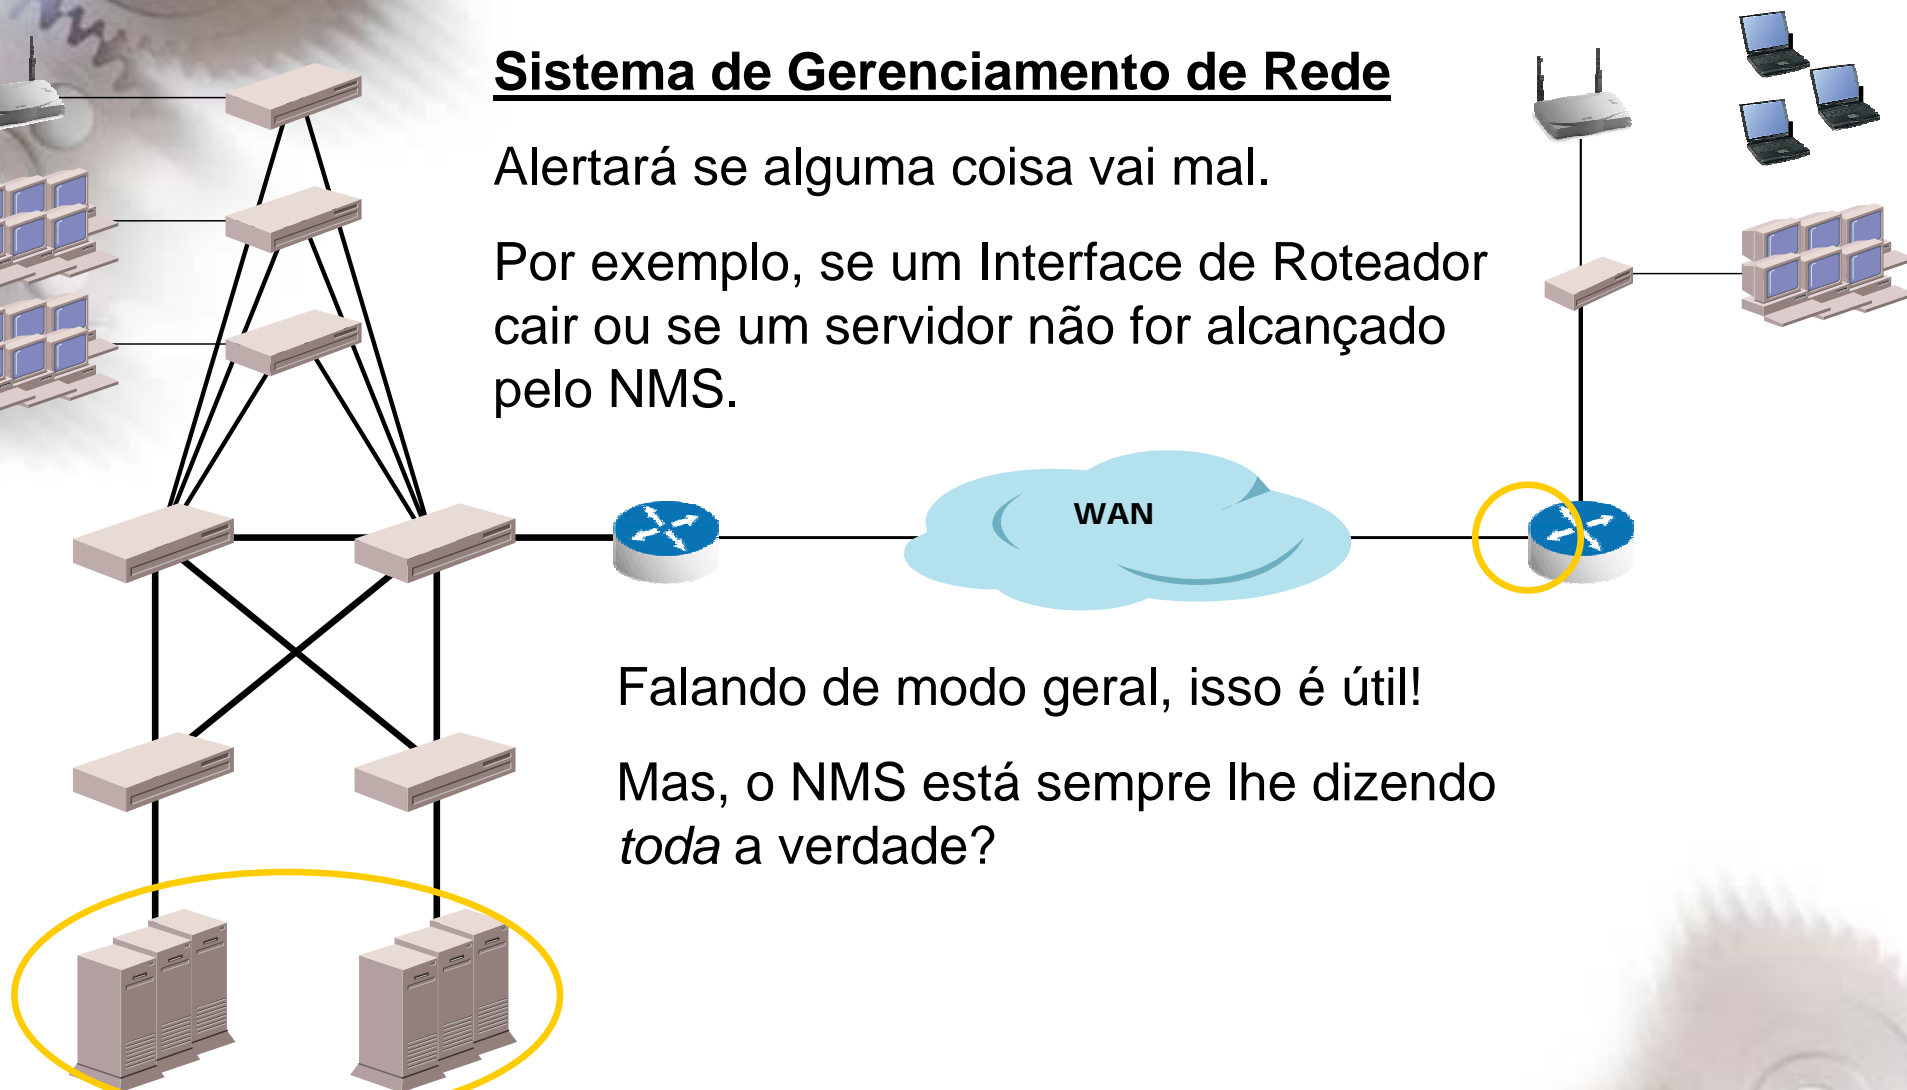 Sistema de Gerenciamento de Rede
Alertará se alguma coisa vai mal.
Por exemplo, se um Interface de Roteador
cair ou se um servidor não for alcançado
pelo NMS.
WAN
Falando de modo geral, isso é útil!
Mas, o NMS está sempre lhe dizendo
toda a verdade?